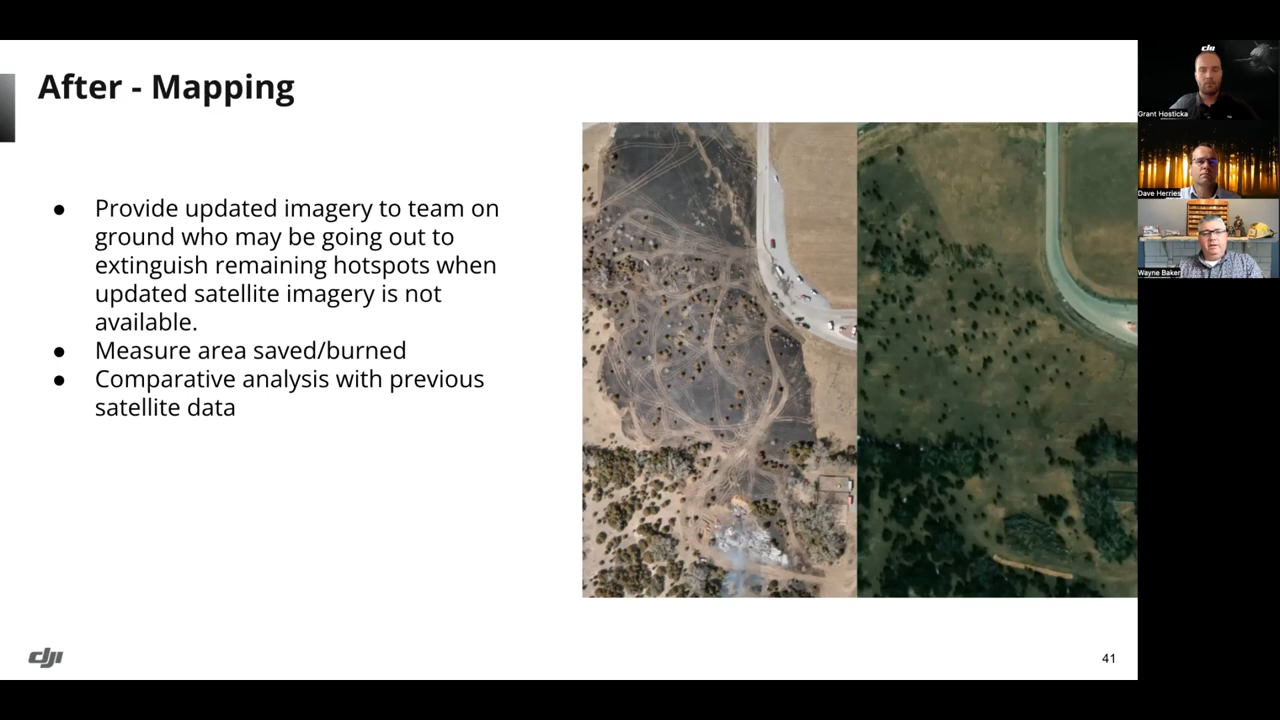 After - Mapping
● Provide updated imagery to team on
ground who may be going out to
extinguish remaining hotspots when
updated satellite imagery is not
available.
● Measure area saved/burned
● Comparative analysis with previous
satellite data
dji
41
dji
Grant Hosticka
Dave Herries
Wayne Baker